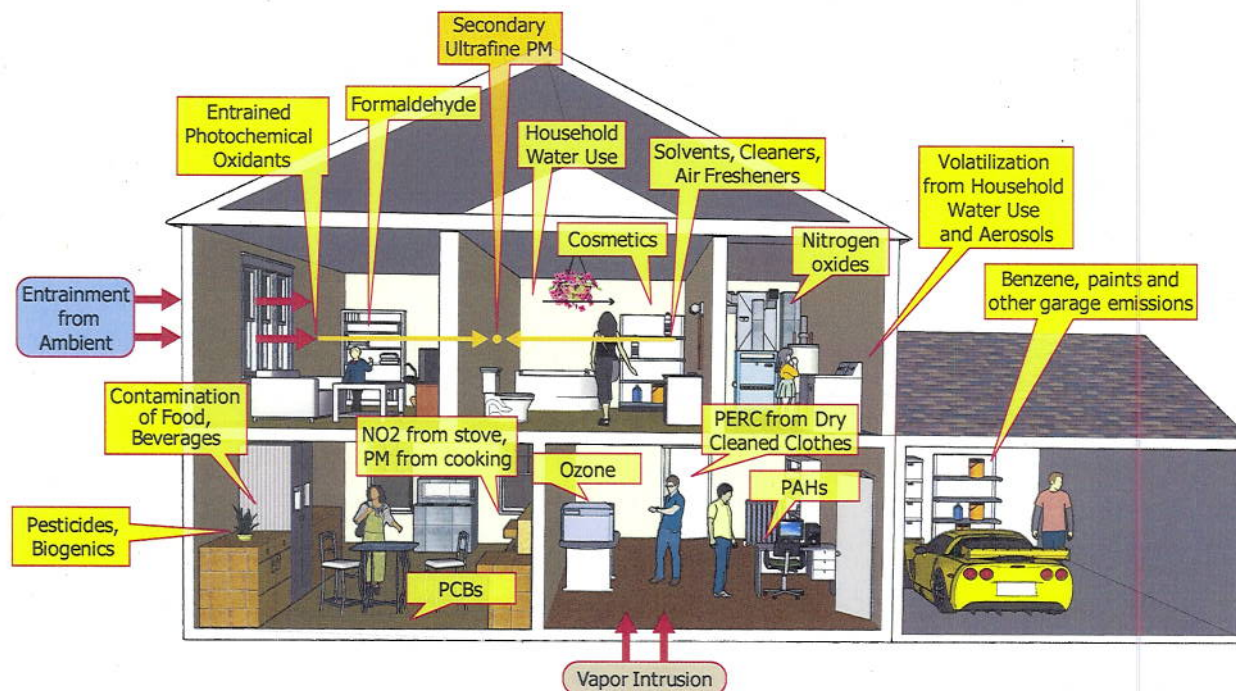 Secondary
Ultrafine PM
Entrained
Photochemical
Oxidants
Formaldehyde
Household
Water Use
Solvents, Cleaners,
Air Fresheners
Volatilization
from Household
Water Use
and Aerosols
Cosmetics
Nitrogen
oxides
Benzene, paints and
other garage emissions
Entrainment
from
Ambient
Contamination
of Food,
Beverages
NO2 from stove,
PM from cooking
PERC from Dry
Cleaned Clothes
Ozone
PAHs
Pesticides,
Biogenics
PCBs
Vapor Intrusion